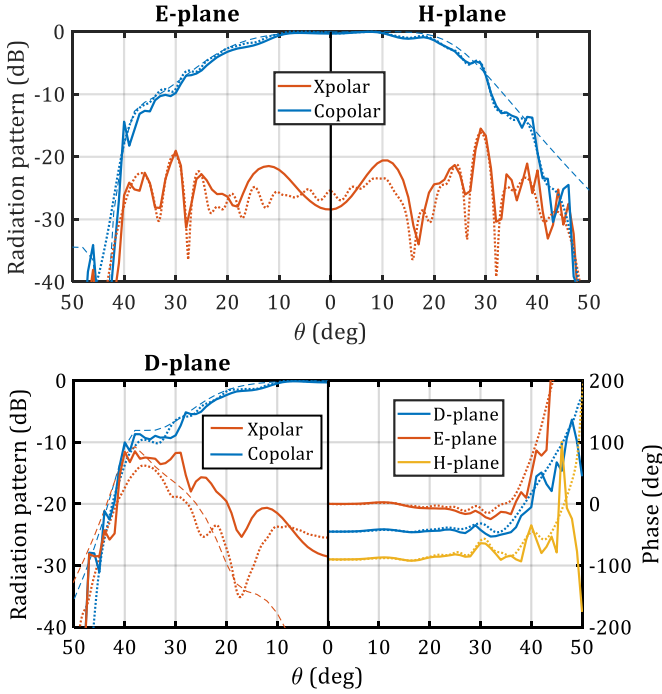 E-plane H-plane
0
-10
-20
-30
-40
Radiation pattern (dB)
Xpolar
Copolar
50 40 30 20 10 0 10 20 30 40 50
θ (deg)
D-plane
0
-10
-20
-30
-40
Radiation pattern (dB)
Xpolar
Copolar
D-plane
E-plane
H-plane
200
100
0
-100
-200
Phase (deg)
50 40 30 20 10 0 10 20 30 40 50
θ (deg)